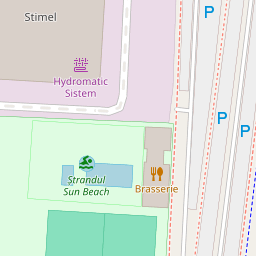 Stimel
P
Hydromatic
Sistem
P
P
Strandul
Sun Beach
Brasserie